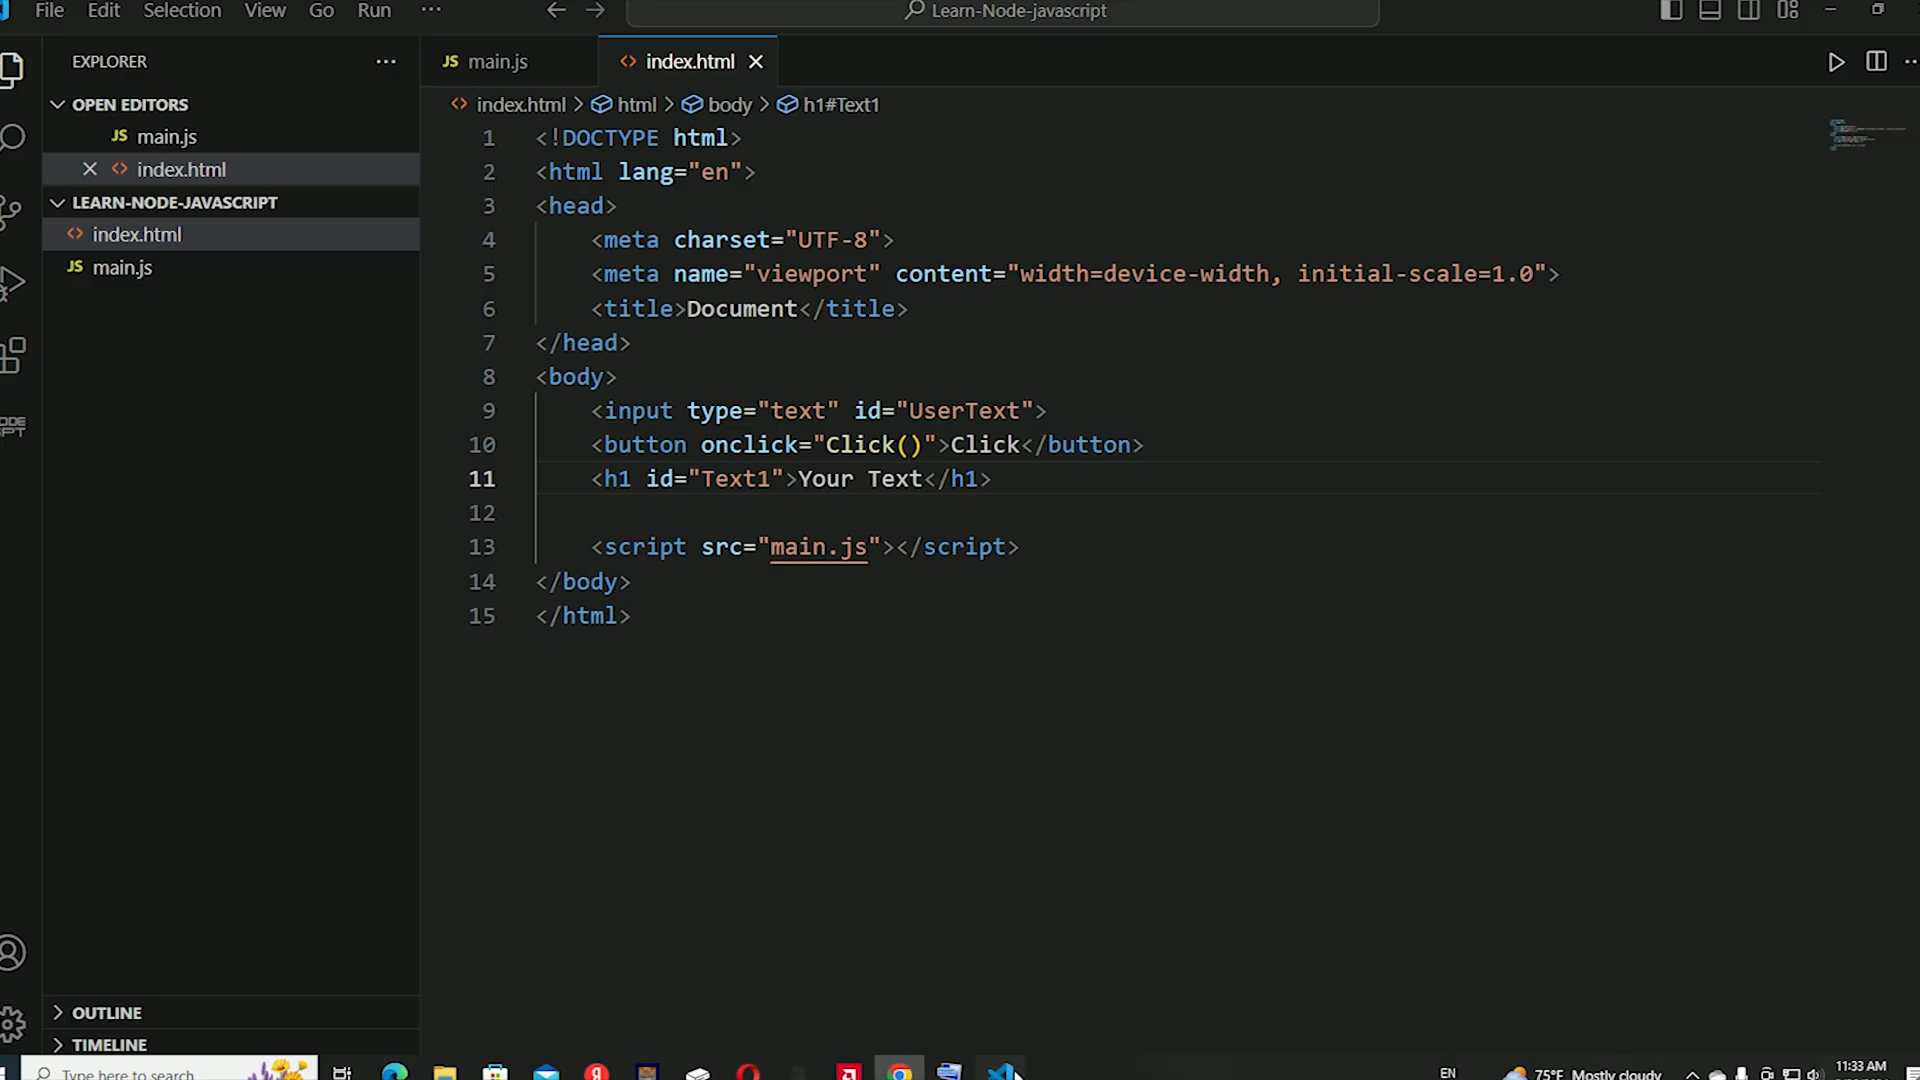 File Edit Selection View Go Run ··· Learn-Node-javascript
EXPLORER ···
OPEN EDITORS
JS main.js
index.html
LEARN-NODE-JAVASCRIPT
index.html
JS main.js
OUTLINE
TIMELINE
JS main.js index.html
index.html > html > body > h1#Text1
1 <!DOCTYPE html>
2 <html lang="en">
3 <head>
4 <meta charset="UTF-8">
5 <meta name="viewport" content="width=device-width, initial-scale=1.0">
6 <title>Document</title>
7 </head>
8 <body>
9 <input type="text" id="UserText">
10 <button onclick="Click()">Click</button>
11 <h1 id="Text1">Your Text</h1>
12
13 <script src="main.js"></script>
14 </body>
15 </html>
Type here to search EN 75°F Mostly cloudy 11:33 AM